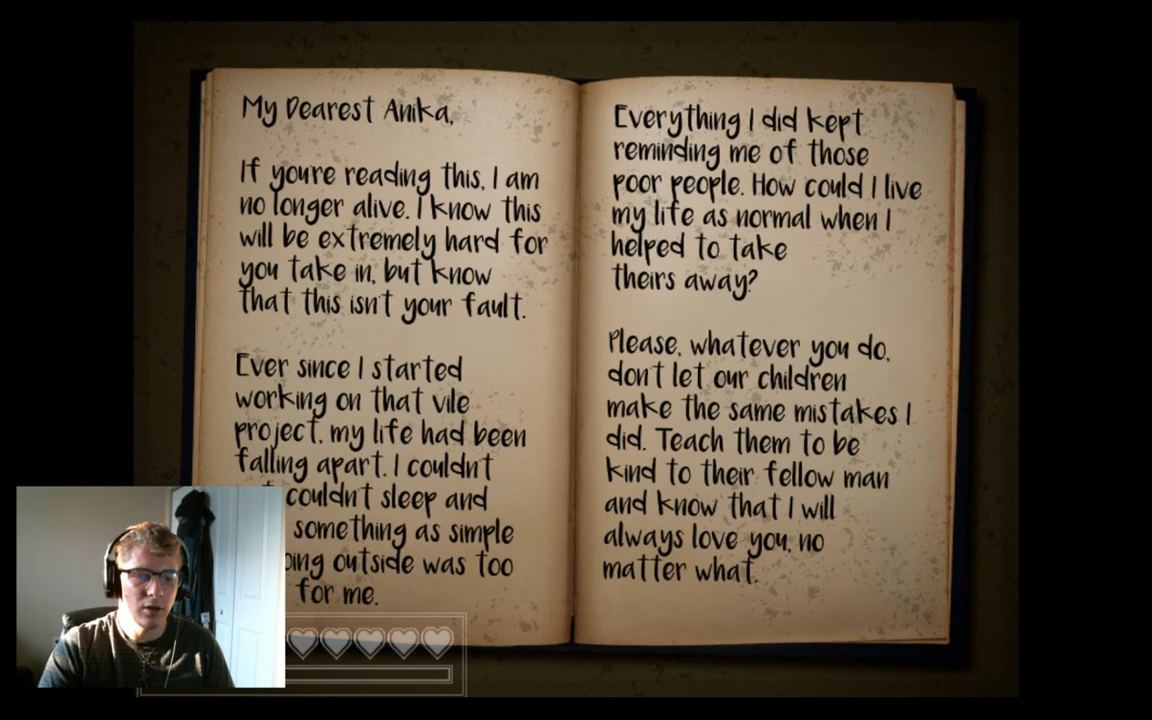 My Dearest Anika,
If youre reading this, I am
no longer alive. I know this
will be extremely hard for
you take in, but know
that this isnt your fault.
Ever since I started
working on that vile
project, my life had been
falling apart. I couldnt
couldnt sleep and
something as simple
outside was too
for me.
Everything I did kept
reminding me of those
poor people. How could I live
my life as normal when I
helped to take
theirs away?
Please, whatever you do,
dont let our children
make the same mistakes I
did. Teach them to be
kind to their fellow man
and know that I will
always love you, no
matter what.